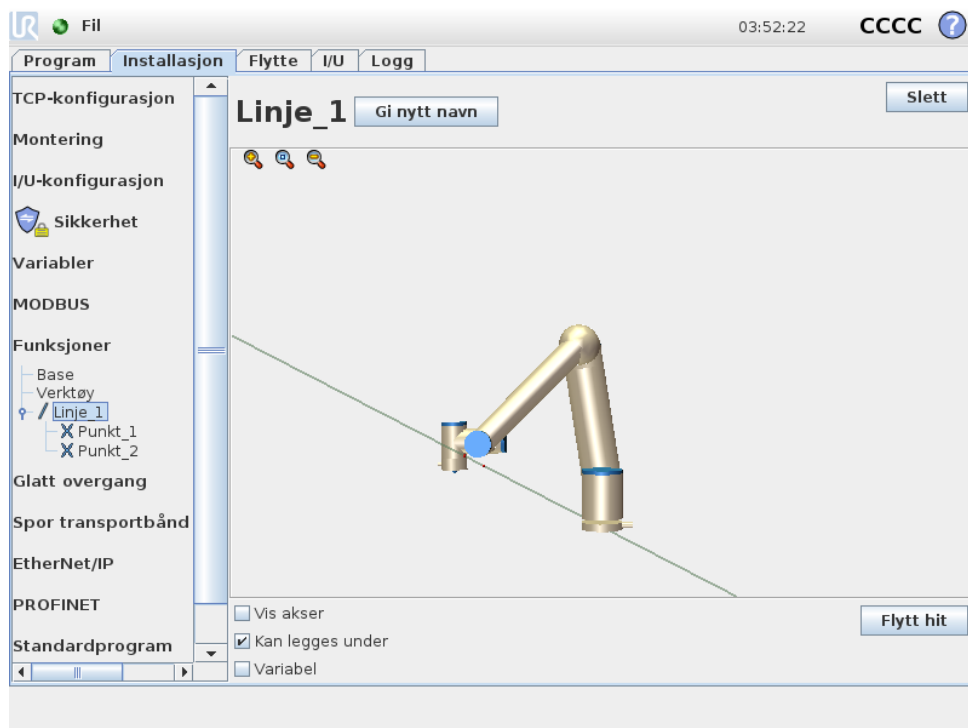 UR Fil 03:52:22 CCCC ?
Program Installasjon Flytte I/U Logg
TCP-konfigurasjon
Montering
I/U-konfigurasjon
Sikkerhet
Variabler
MODBUS
Funksjoner
Base
Verktøy
Linje_1
Punkt_1
Punkt_2
Glatt overgang
Spor transportbånd
EtherNet/IP
PROFINET
Standardprogram
Linje_1 Gi nytt navn Slett
Vis akser
Kan legges under
Variabel
Flytt hit